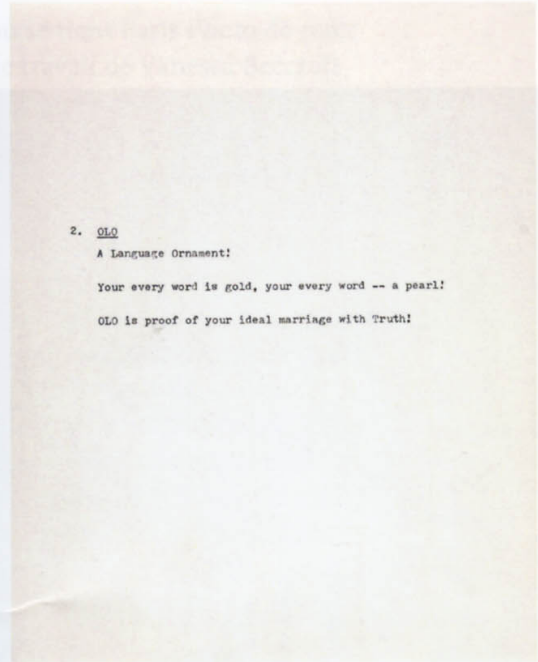 2. OLO
A Language Ornament!
Your every word is gold, your every word -- a pearl!
OLO is proof of your ideal marriage with Truth!